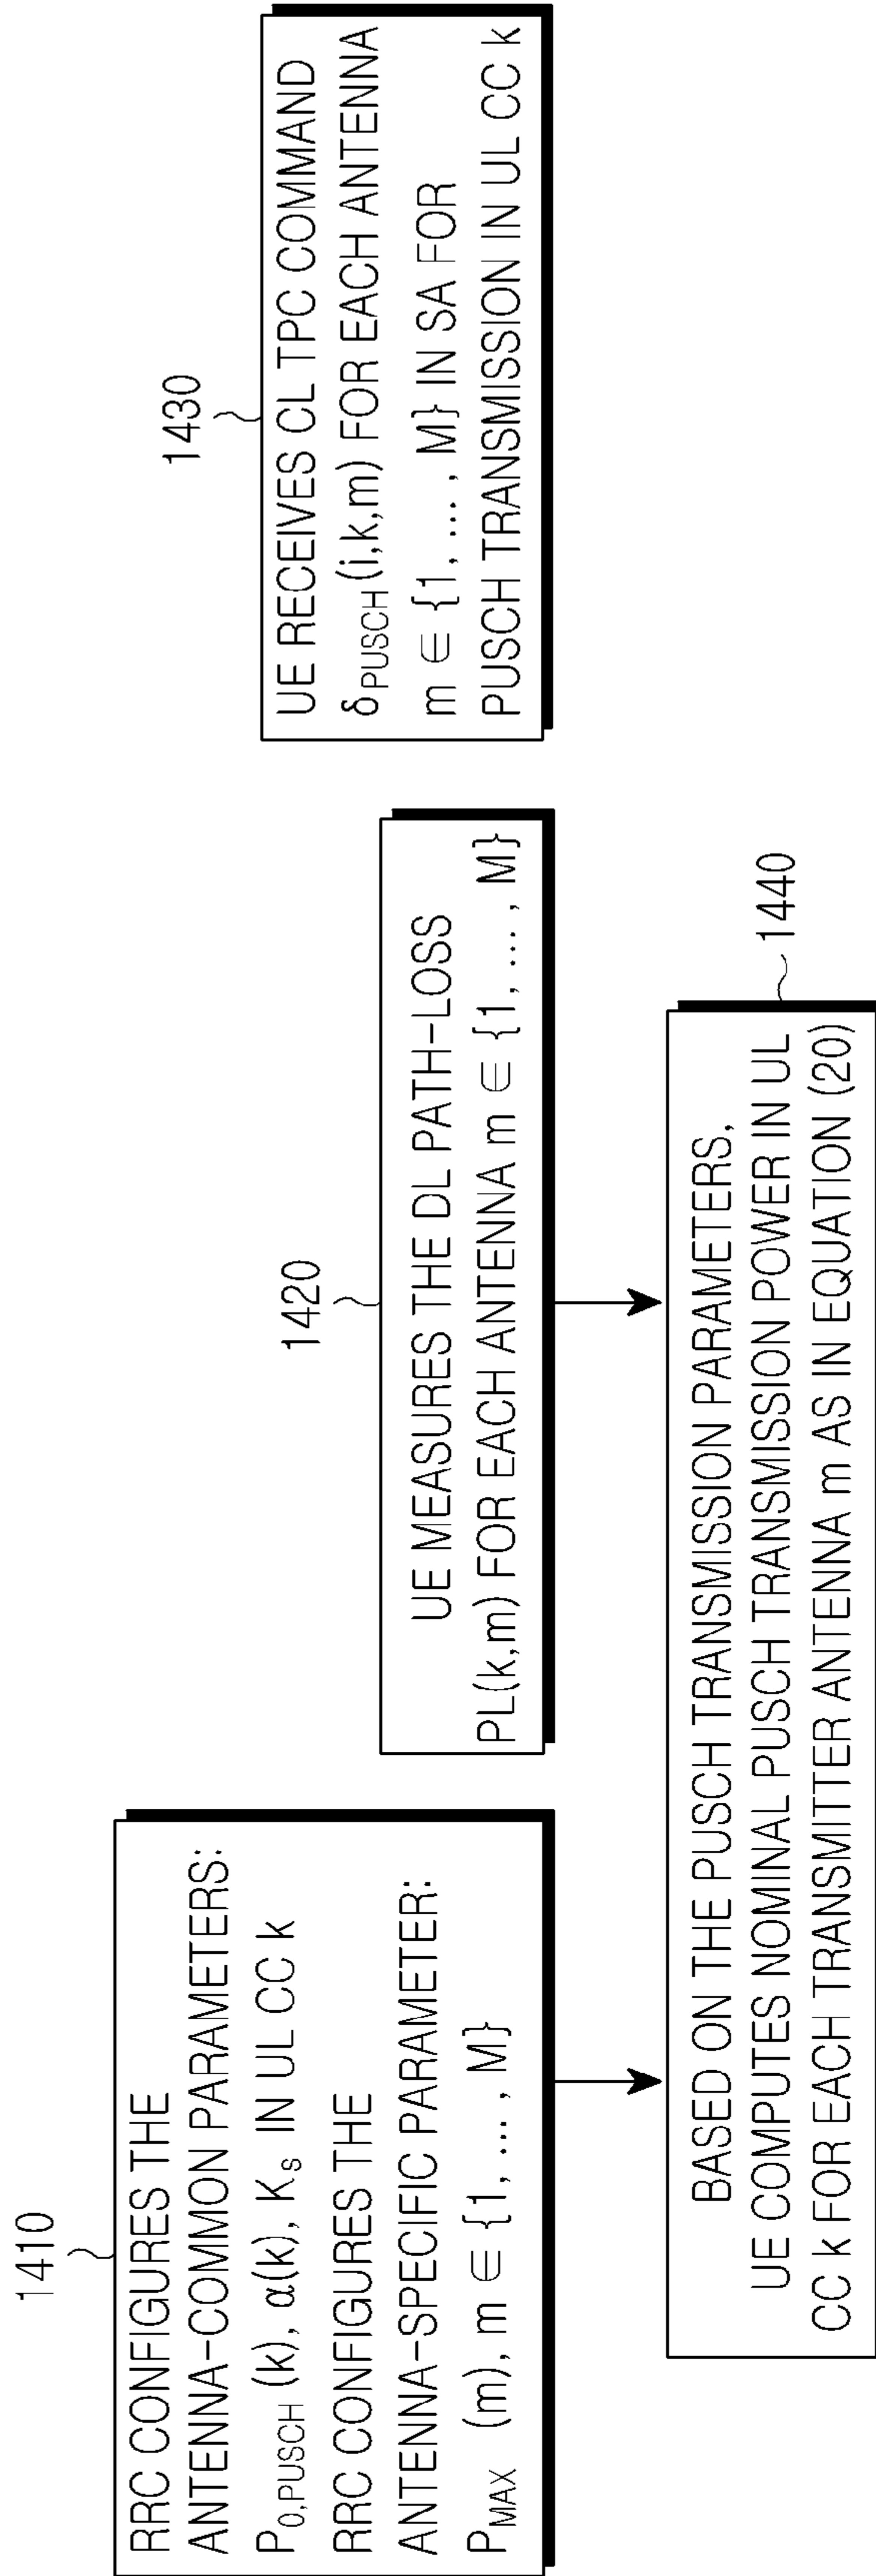 1410
RRC CONFIGURES THE
ANTENNA-COMMON PARAMETERS:
P0,PUSCH (k), α(k), Ks IN UL CC k
RRC CONFIGURES THE
ANTENNA-SPECIFIC PARAMETER:
PMAX (m), m ∈ {1, ... , M}
1420
UE MEASURES THE DL PATH-LOSS
PL(k,m) FOR EACH ANTENNA m ∈ {1, ... , M}
1430
UE RECEIVES CL TPC COMMAND
δPUSCH (i,k,m) FOR EACH ANTENNA
m ∈ {1, ... , M} IN SA FOR
PUSCH TRANSMISSION IN UL CC k
1440
BASED ON THE PUSCH TRANSMISSION PARAMETERS,
UE COMPUTES NOMINAL PUSCH TRANSMISSION POWER IN UL
CC k FOR EACH TRANSMITTER ANTENNA m AS IN EQUATION (20)